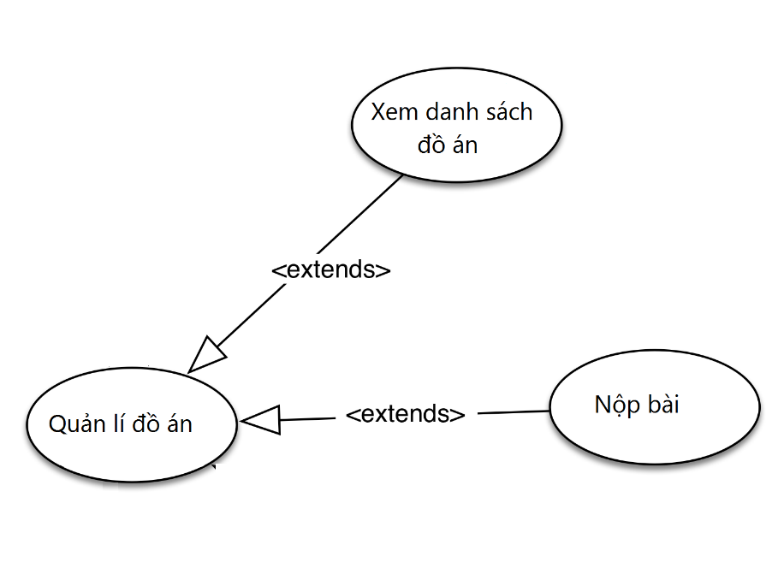 Xem danh sách
đồ án
<extends>
Quản lí đồ án
<extends>
Nộp bài